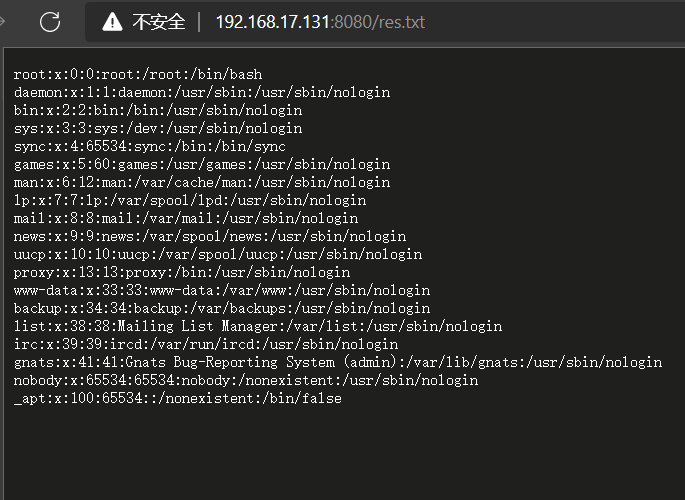 不安全 192.168.17.131:8080/res.txt
root:x:0:0:root:/root:/bin/bash
daemon:x:1:1:daemon:/usr/sbin:/usr/sbin/nologin
bin:x:2:2:bin:/bin:/usr/sbin/nologin
sys:x:3:3:sys:/dev:/usr/sbin/nologin
sync:x:4:65534:sync:/bin:/bin/sync
games:x:5:60:games:/usr/games:/usr/sbin/nologin
man:x:6:12:man:/var/cache/man:/usr/sbin/nologin
lp:x:7:7:lp:/var/spool/lpd:/usr/sbin/nologin
mail:x:8:8:mail:/var/mail:/usr/sbin/nologin
news:x:9:9:news:/var/spool/news:/usr/sbin/nologin
uucp:x:10:10:uucp:/var/spool/uucp:/usr/sbin/nologin
proxy:x:13:13:proxy:/bin:/usr/sbin/nologin
www-data:x:33:33:www-data:/var/www:/usr/sbin/nologin
backup:x:34:34:backup:/var/backups:/usr/sbin/nologin
list:x:38:38:Mailing List Manager:/var/list:/usr/sbin/nologin
irc:x:39:39:ircd:/var/run/ircd:/usr/sbin/nologin
gnats:x:41:41:Gnats Bug-Reporting System (admin):/var/lib/gnats:/usr/sbin/nologin
nobody:x:65534:65534:nobody:/nonexistent:/usr/sbin/nologin
_apt:x:100:65534::/nonexistent:/bin/false